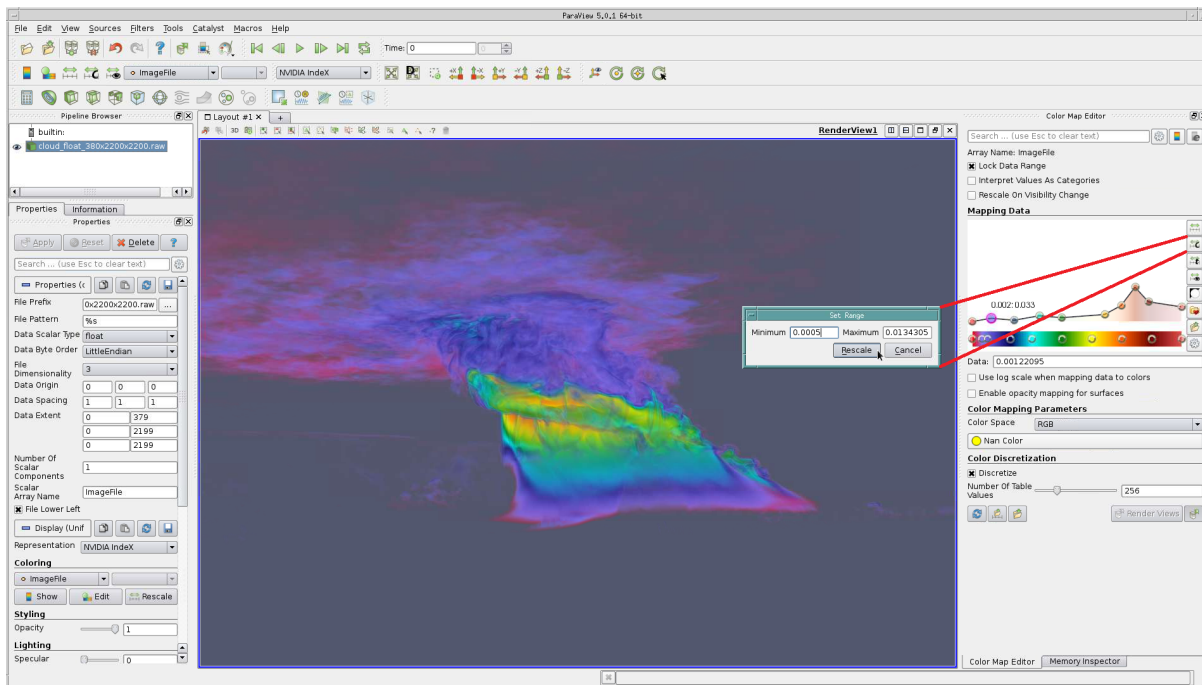 ParaView 5.0.1 64-bit
File Edit View Sources Filters Tools Catalyst Macros Help
Time: 0 0
ImageFile NVIDIA IndeX
Pipeline Browser
builtin:
cloud_float_380x2200x2200.raw
Properties Information
Properties
Apply Reset Delete ?
Search ... (use Esc to clear text)
Properties (c
File Prefix 0x2200x2200.raw ...
File Pattern %s
Data Scalar Type float
Data Byte Order LittleEndian
File
Dimensionality 3
Data Origin 0 0 0
Data Spacing 1 1 1
Data Extent 0 379
0 2199
0 2199
Number Of
Scalar
Components 1
Scalar
Array Name ImageFile
File Lower Left
Display (Unif
Representation NVIDIA IndeX
Coloring
ImageFile
Show Edit Rescale
Styling
Opacity 1
Lighting
Specular 0
Layout #1 × +
3D
RenderView1
Set Range
Minimum 0.0005 Maximum 0.0134305
Rescale Cancel
Color Map Editor
Search ... (use Esc to clear text)
Array Name: ImageFile
Lock Data Range
Interpret Values As Categories
Rescale On Visibility Change
Mapping Data
0.002:0.033
Data: 0.00122095
Use log scale when mapping data to colors
Enable opacity mapping for surfaces
Color Mapping Parameters
Color Space RGB
Nan Color
Color Discretization
Discretize
Number Of Table
Values 256
Render Views
Color Map Editor Memory Inspector